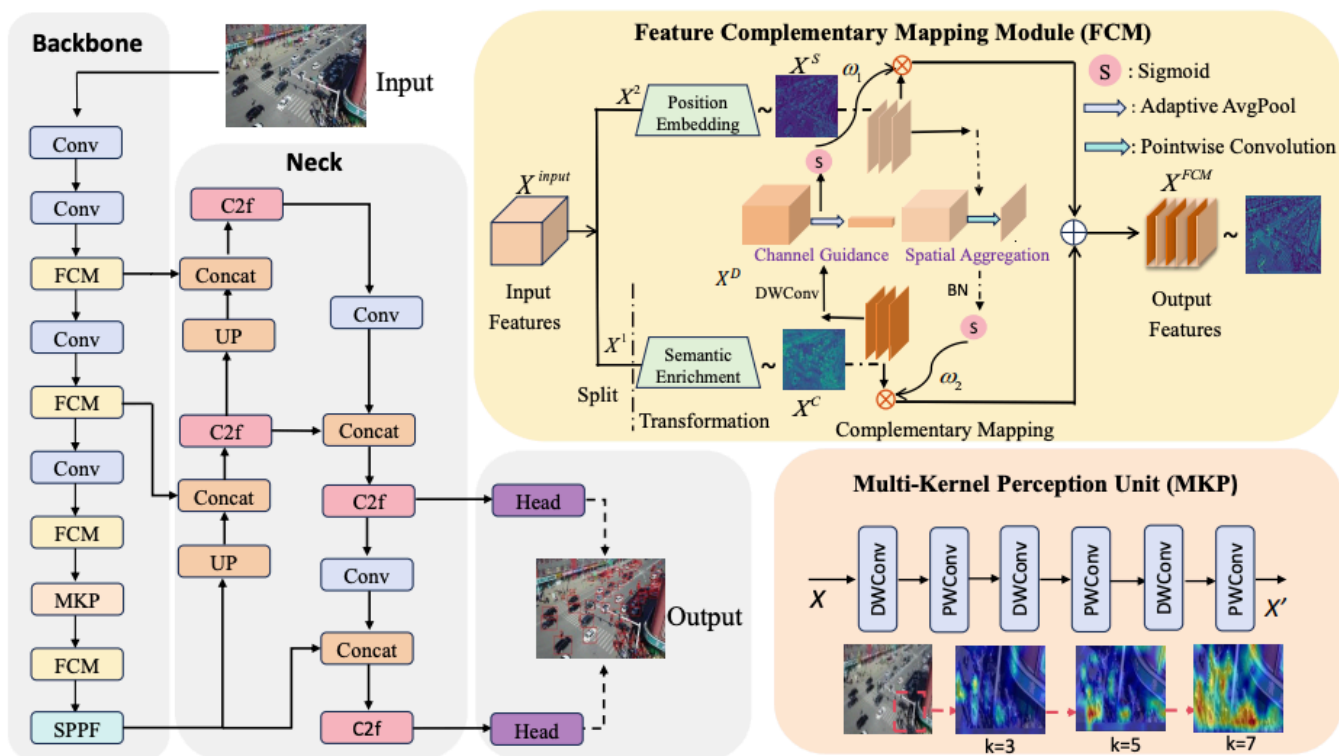 Backbone
Input
Conv
Conv
FCM
Conv
FCM
Conv
FCM
MKP
FCM
SPPF
Neck
C2f
Concat
UP
C2f
Concat
UP
Conv
Concat
C2f
Conv
Concat
C2f
Head
Head
Output
Feature Complementary Mapping Module (FCM)
X^input
Input
Features
X^2
Position
Embedding
~
X^S
ω_1
S
Channel Guidance
Spatial Aggregation
X^D
DWConv
BN
S
X^1
Semantic
Enrichment
~
X^C
ω_2
Split
Transformation
Complementary Mapping
S : Sigmoid
: Adaptive AvgPool
: Pointwise Convolution
X^FCM
~
Output
Features
Multi-Kernel Perception Unit (MKP)
X
DWConv
PWConv
DWConv
PWConv
DWConv
PWConv
X'
k=3
k=5
k=7